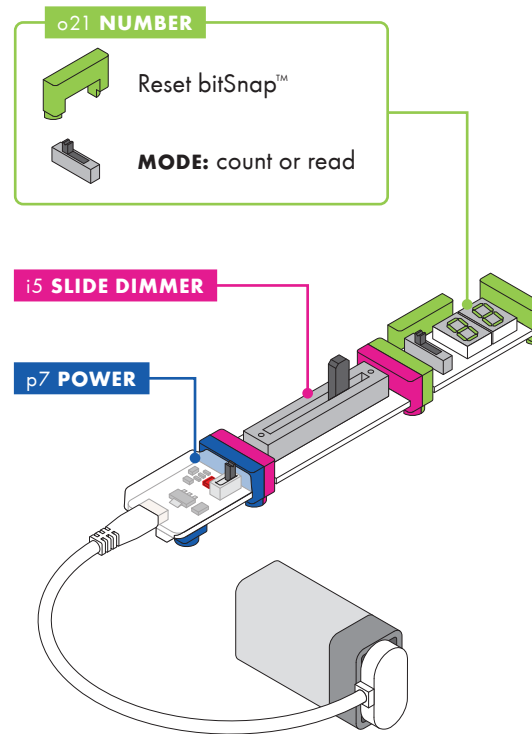 o21 NUMBER
Reset bitSnap™
MODE: count or read
i5 SLIDE DIMMER
p7 POWER